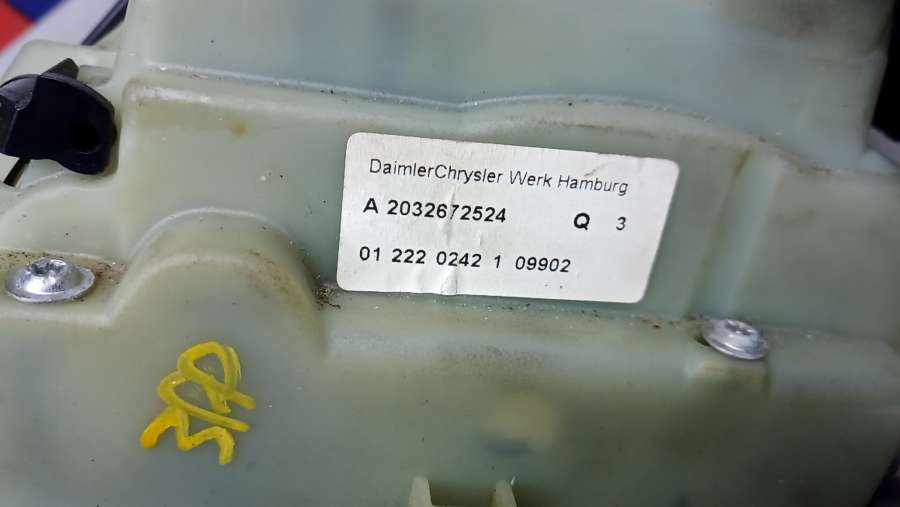 DaimlerChrysler Werk Hamburg
A 2032672524 Q 3
01 222 0242 1 09902